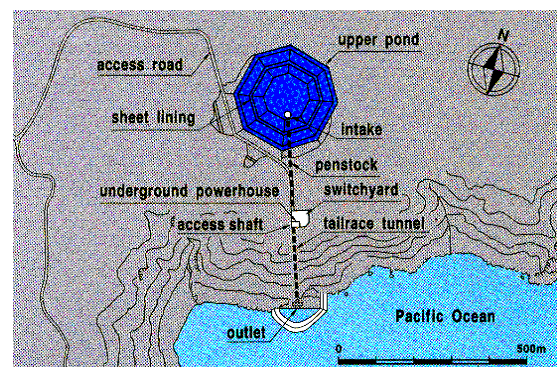 N
upper pond
access road
sheet lining
intake
penstock
underground powerhouse
switchyard
access shaft
tailrace tunnel
Pacific Ocean
outlet
0
500m